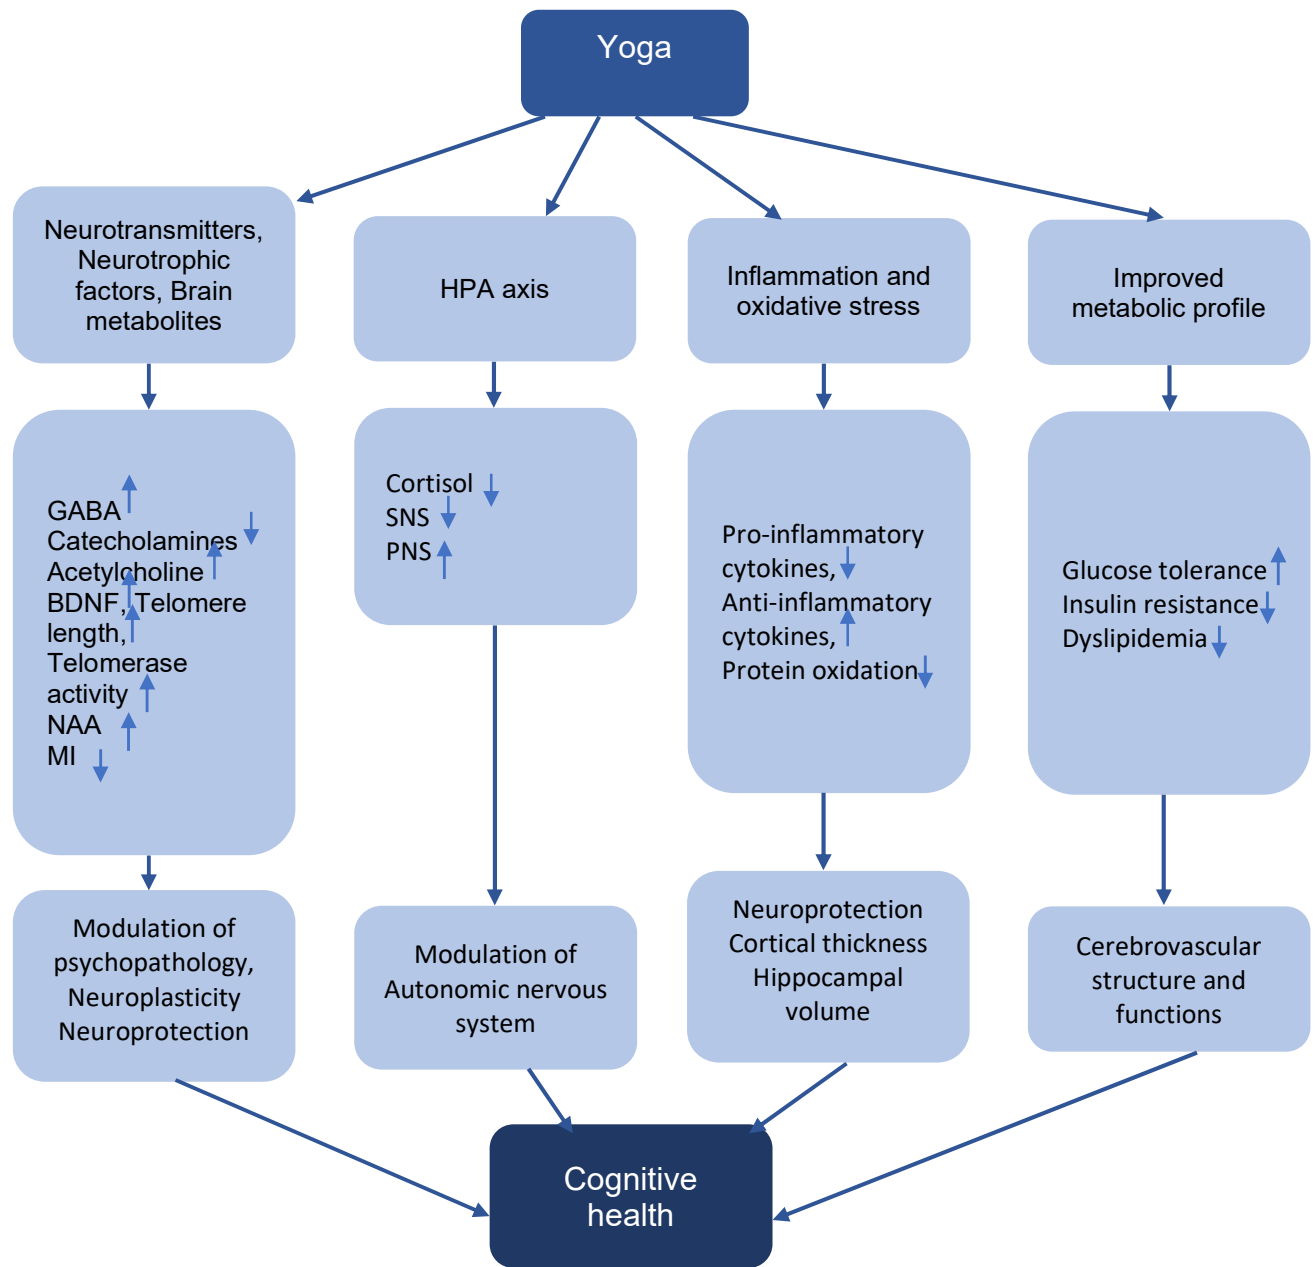 Yoga
Neurotransmitters,
Neurotrophic
factors, Brain
metabolites
HPA axis
Inflammation and
oxidative stress
Improved
metabolic profile
GABA
Catecholamines
Acetylcholine
BDNF, Telomere
length,
Telomerase
activity
NAA
MI
Cortisol
SNS
PNS
Pro-inflammatory
cytokines,
Anti-inflammatory
cytokines,
Protein oxidation
Glucose tolerance
Insulin resistance
Dyslipidemia
Modulation of
psychopathology,
Neuroplasticity
Neuroprotection
Modulation of
Autonomic nervous
system
Neuroprotection
Cortical thickness
Hippocampal
volume
Cerebrovascular
structure and
functions
Cognitive
health